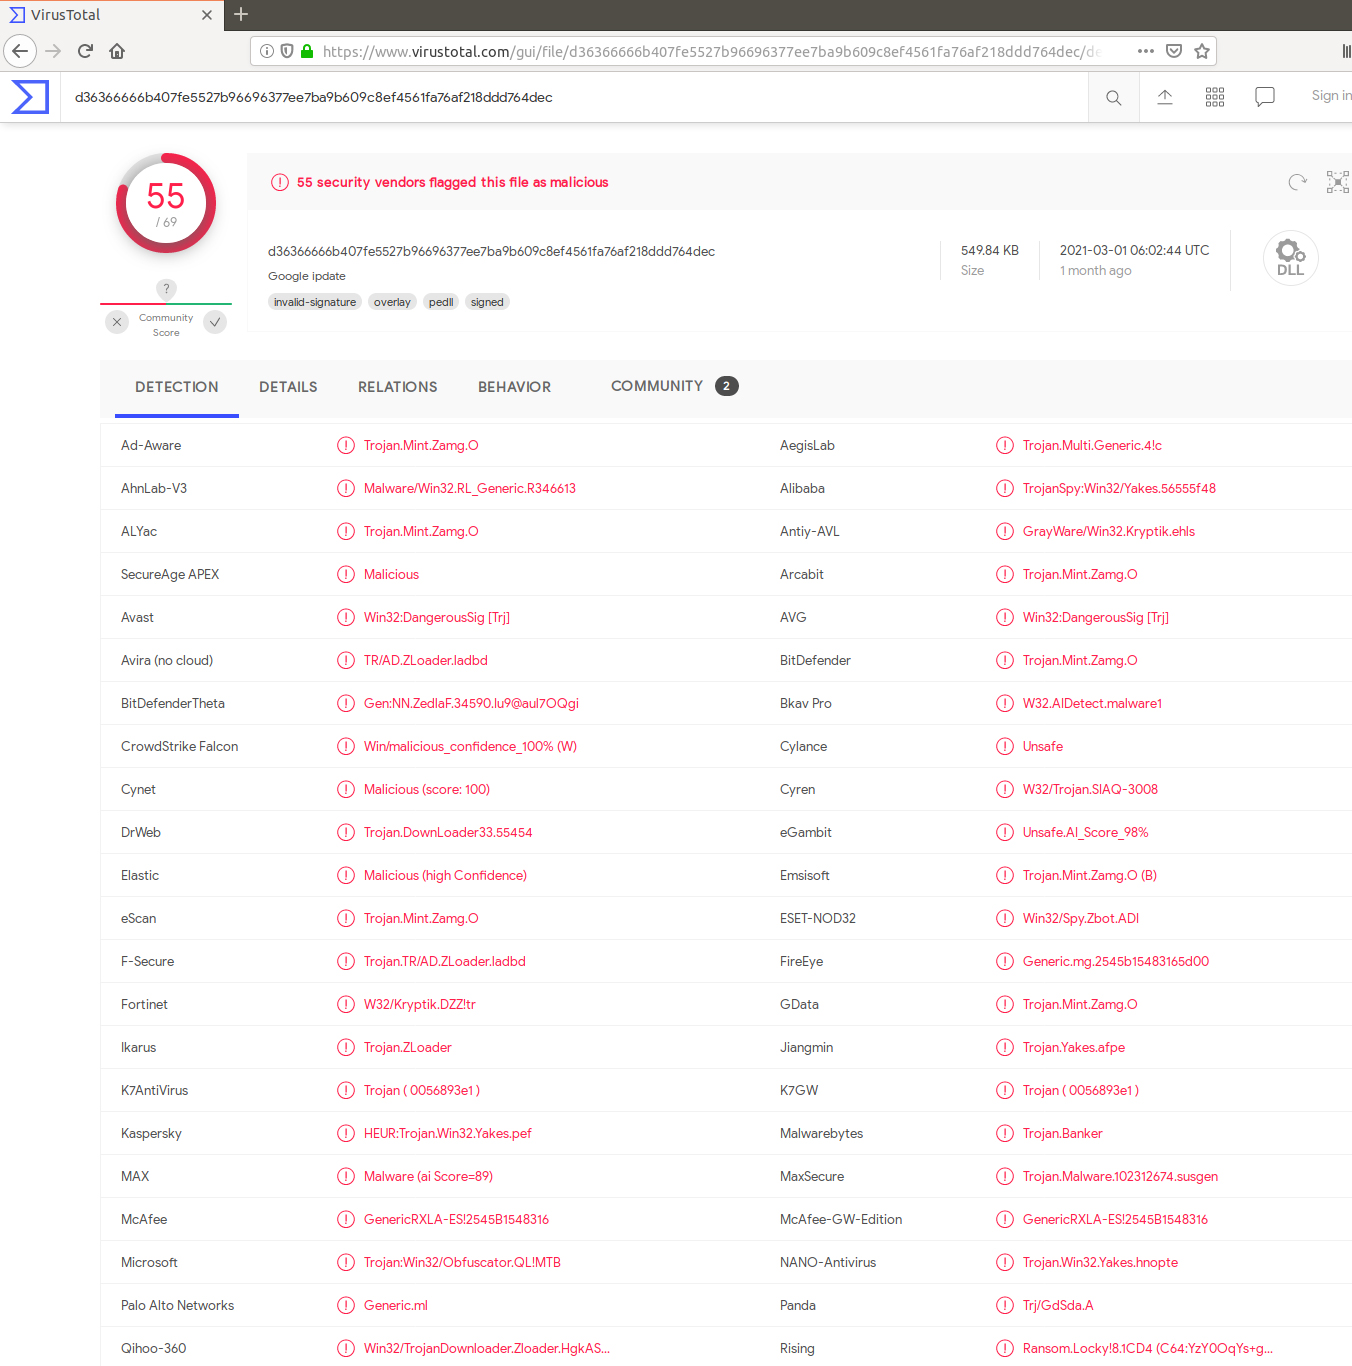 VirusTotal
https://www.virustotal.com/gui/file/d36366666b407fe5527b96696377ee7ba9b609c8ef4561fa76af218ddd764dec/de
d36366666b407fe5527b96696377ee7ba9b609c8ef4561fa76af218ddd764dec
Sign in
55
/ 69
55 security vendors flagged this file as malicious
d36366666b407fe5527b96696377ee7ba9b609c8ef4561fa76af218ddd764dec
Google ipdate
invalid-signature overlay pedll signed
549.84 KB
Size
2021-03-01 06:02:44 UTC
1 month ago
DLL
?
Community
Score
DETECTION DETAILS RELATIONS BEHAVIOR COMMUNITY 2
Ad-Aware Trojan.Mint.Zamg.O AegisLab Trojan.Multi.Generic.4!c
AhnLab-V3 Malware/Win32.RL_Generic.R346613 Alibaba TrojanSpy:Win32/Yakes.56555f48
ALYac Trojan.Mint.Zamg.O Antiy-AVL GrayWare/Win32.Kryptik.ehls
SecureAge APEX Malicious Arcabit Trojan.Mint.Zamg.O
Avast Win32:DangerousSig [Trj] AVG Win32:DangerousSig [Trj]
Avira (no cloud) TR/AD.ZLoader.ladbd BitDefender Trojan.Mint.Zamg.O
BitDefenderTheta Gen:NN.ZedlaF.34590.Iu9@aul7OQgi Bkav Pro W32.AIDetect.malware1
CrowdStrike Falcon Win/malicious_confidence_100% (W) Cylance Unsafe
Cynet Malicious (score: 100) Cyren W32/Trojan.SIAQ-3008
DrWeb Trojan.DownLoader33.55454 eGambit Unsafe.AI_Score_98%
Elastic Malicious (high Confidence) Emsisoft Trojan.Mint.Zamg.O (B)
eScan Trojan.Mint.Zamg.O ESET-NOD32 Win32/Spy.Zbot.ADI
F-Secure Trojan.TR/AD.ZLoader.ladbd FireEye Generic.mg.2545b15483165d00
Fortinet W32/Kryptik.DZZ!tr GData Trojan.Mint.Zamg.O
Ikarus Trojan.ZLoader Jiangmin Trojan.Yakes.afpe
K7AntiVirus Trojan ( 0056893e1 ) K7GW Trojan ( 0056893e1 )
Kaspersky HEUR:Trojan.Win32.Yakes.pef Malwarebytes Trojan.Banker
MAX Malware (ai Score=89) MaxSecure Trojan.Malware.102312674.susgen
McAfee GenericRXLA-ES!2545B1548316 McAfee-GW-Edition GenericRXLA-ES!2545B1548316
Microsoft Trojan:Win32/Obfuscator.QL!MTB NANO-Antivirus Trojan.Win32.Yakes.hnopte
Palo Alto Networks Generic.ml Panda Trj/GdSda.A
Qihoo-360 Win32/TrojanDownloader.Zloader.HgkAS... Rising Ransom.Locky!8.1CD4 (C64:YzY0OqYs+g...